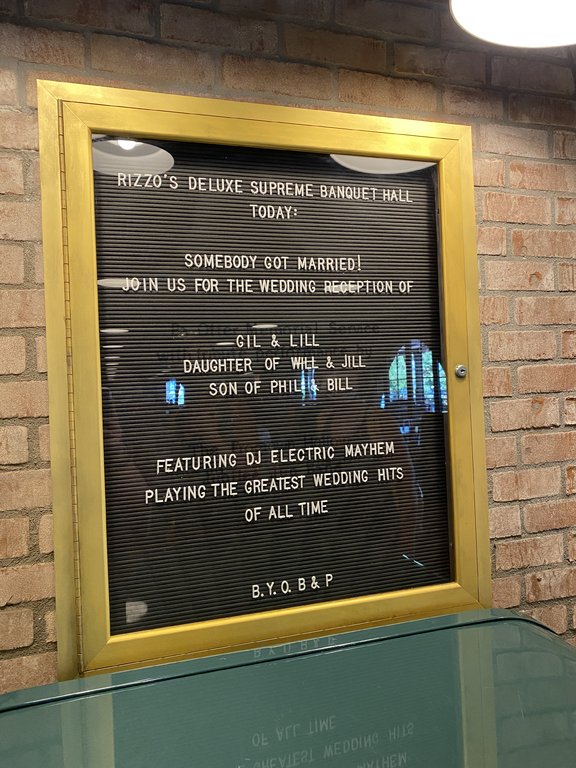 RIZZO'S DELUXE SUPREME BANQUET HALL
TODAY:
SOMEBODY GOT MARRIED!
JOIN US FOR THE WEDDING RECEPTION OF
GIL & LILL
DAUGHTER OF WILL & JILL
SON OF PHIL & BILL
FEATURING DJ ELECTRIC MAYHEM
PLAYING THE GREATEST WEDDING HITS
OF ALL TIME
B.Y.O. B & P